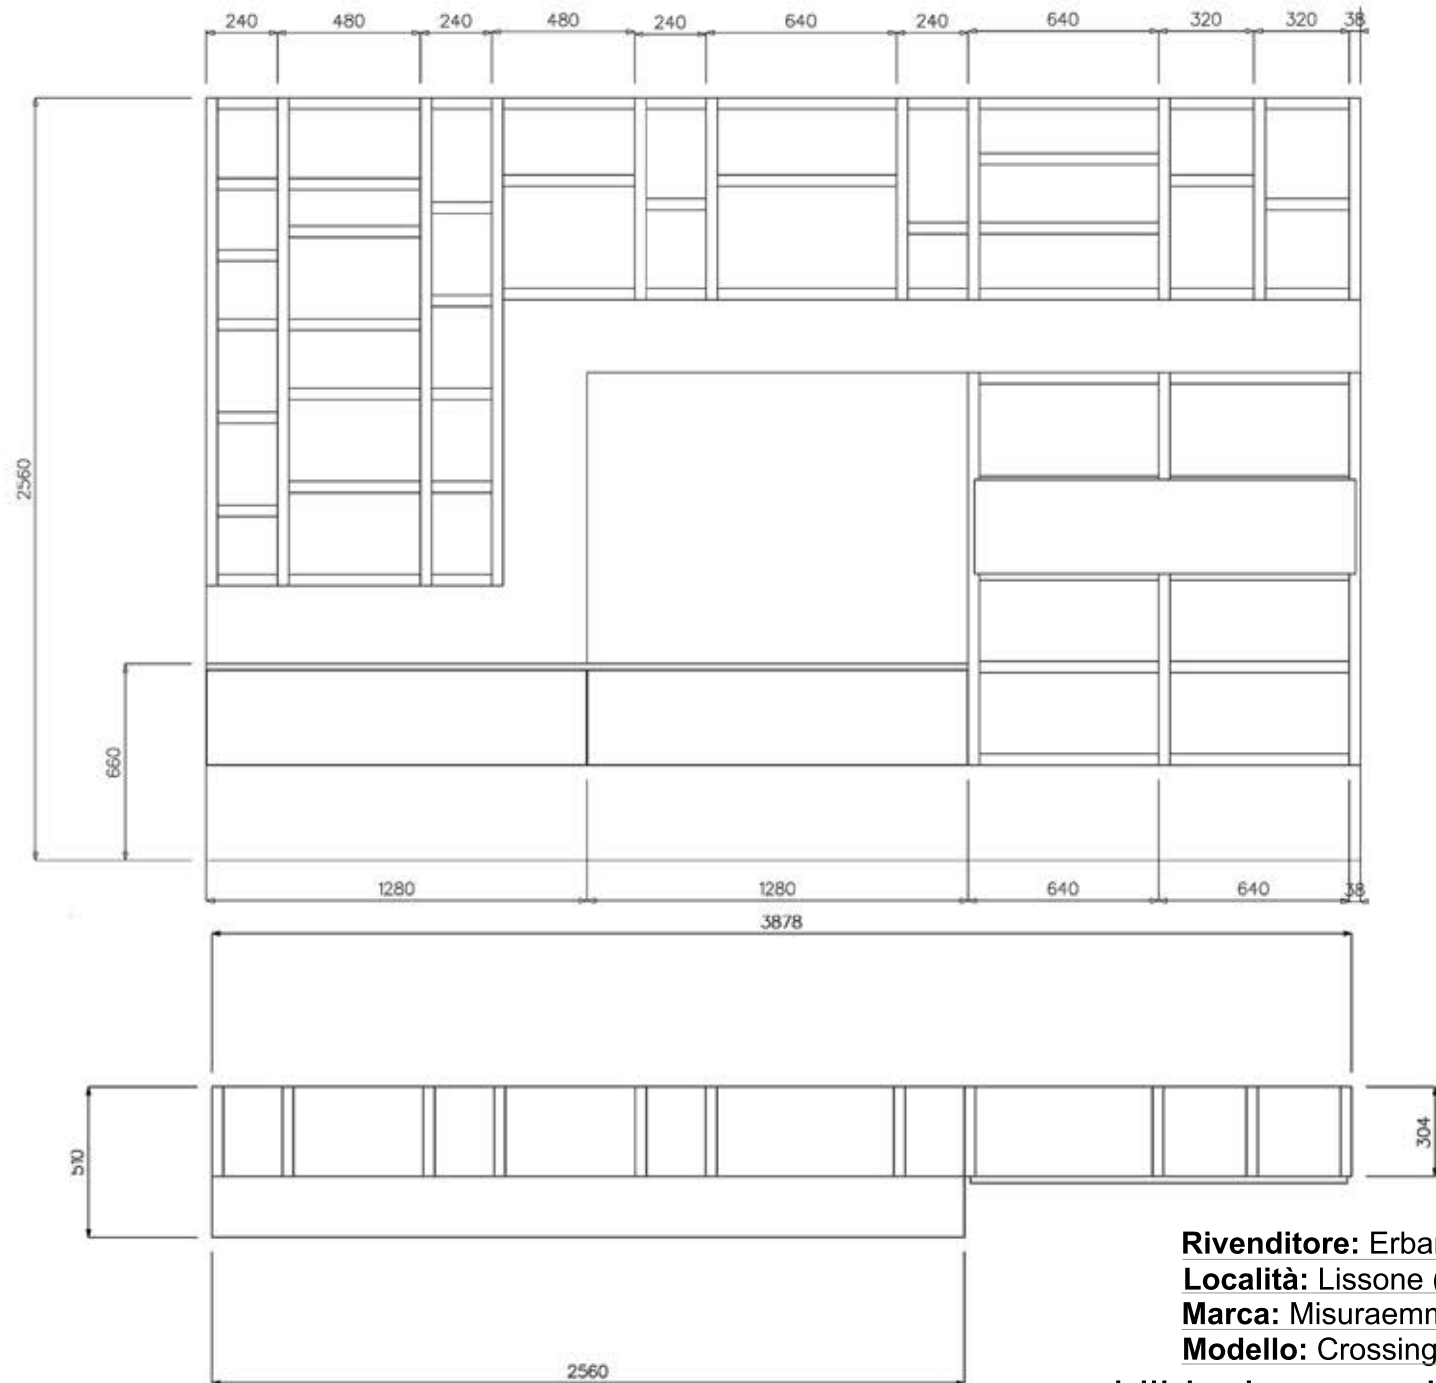 240 480 240 480 240 640 240 640 320 320 38
2560
660
1280 1280 640 640 38
3878
510
304
Rivenditore: Erba
Località: Lissone (
Marca: Misuraem
Modello: Crossing
2560